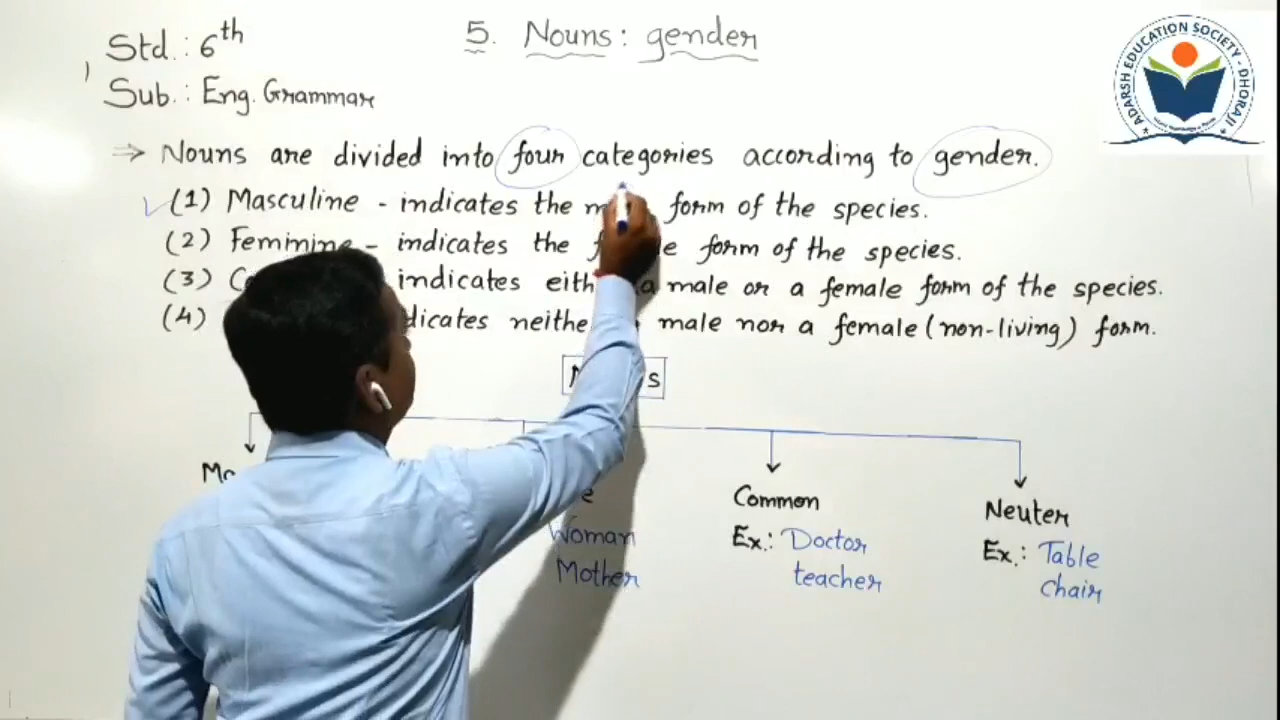 Std. : 6th
Sub. : Eng. Grammar
5. Nouns : gender
ADARSH EDUCATION SOCIETY - DHORAJI
⇒ Nouns are divided into four categories according to gender.
(1) Masculine - indicates the form of the species.
(2) Feminine - indicates the form of the species.
(3) indicates a male or a female form of the species.
(4) male nor a female (non-living) form.
Common
Ex.: Doctor
teacher
Neuter
Ex.: Table
chair
Woman
Mother